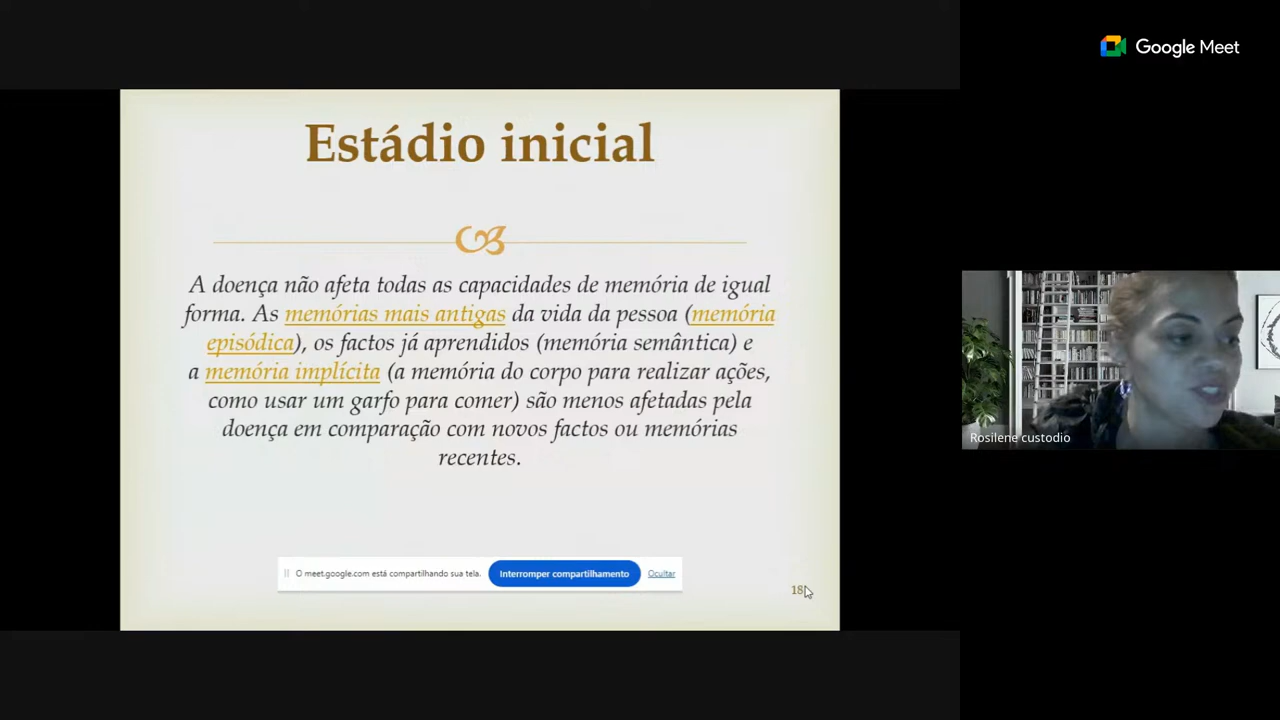 Google Meet
Estádio inicial
A doença não afeta todas as capacidades de memória de igual
forma. As memórias mais antigas da vida da pessoa (memória
episódica), os factos já aprendidos (memória semântica) e
a memória implícita (a memória do corpo para realizar ações,
como usar um garfo para comer) são menos afetadas pela
doença em comparação com novos factos ou memórias
recentes.
Rosilene custodio
O meet.google.com está compartilhando sua tela. Interromper compartilhamento Ocultar
18